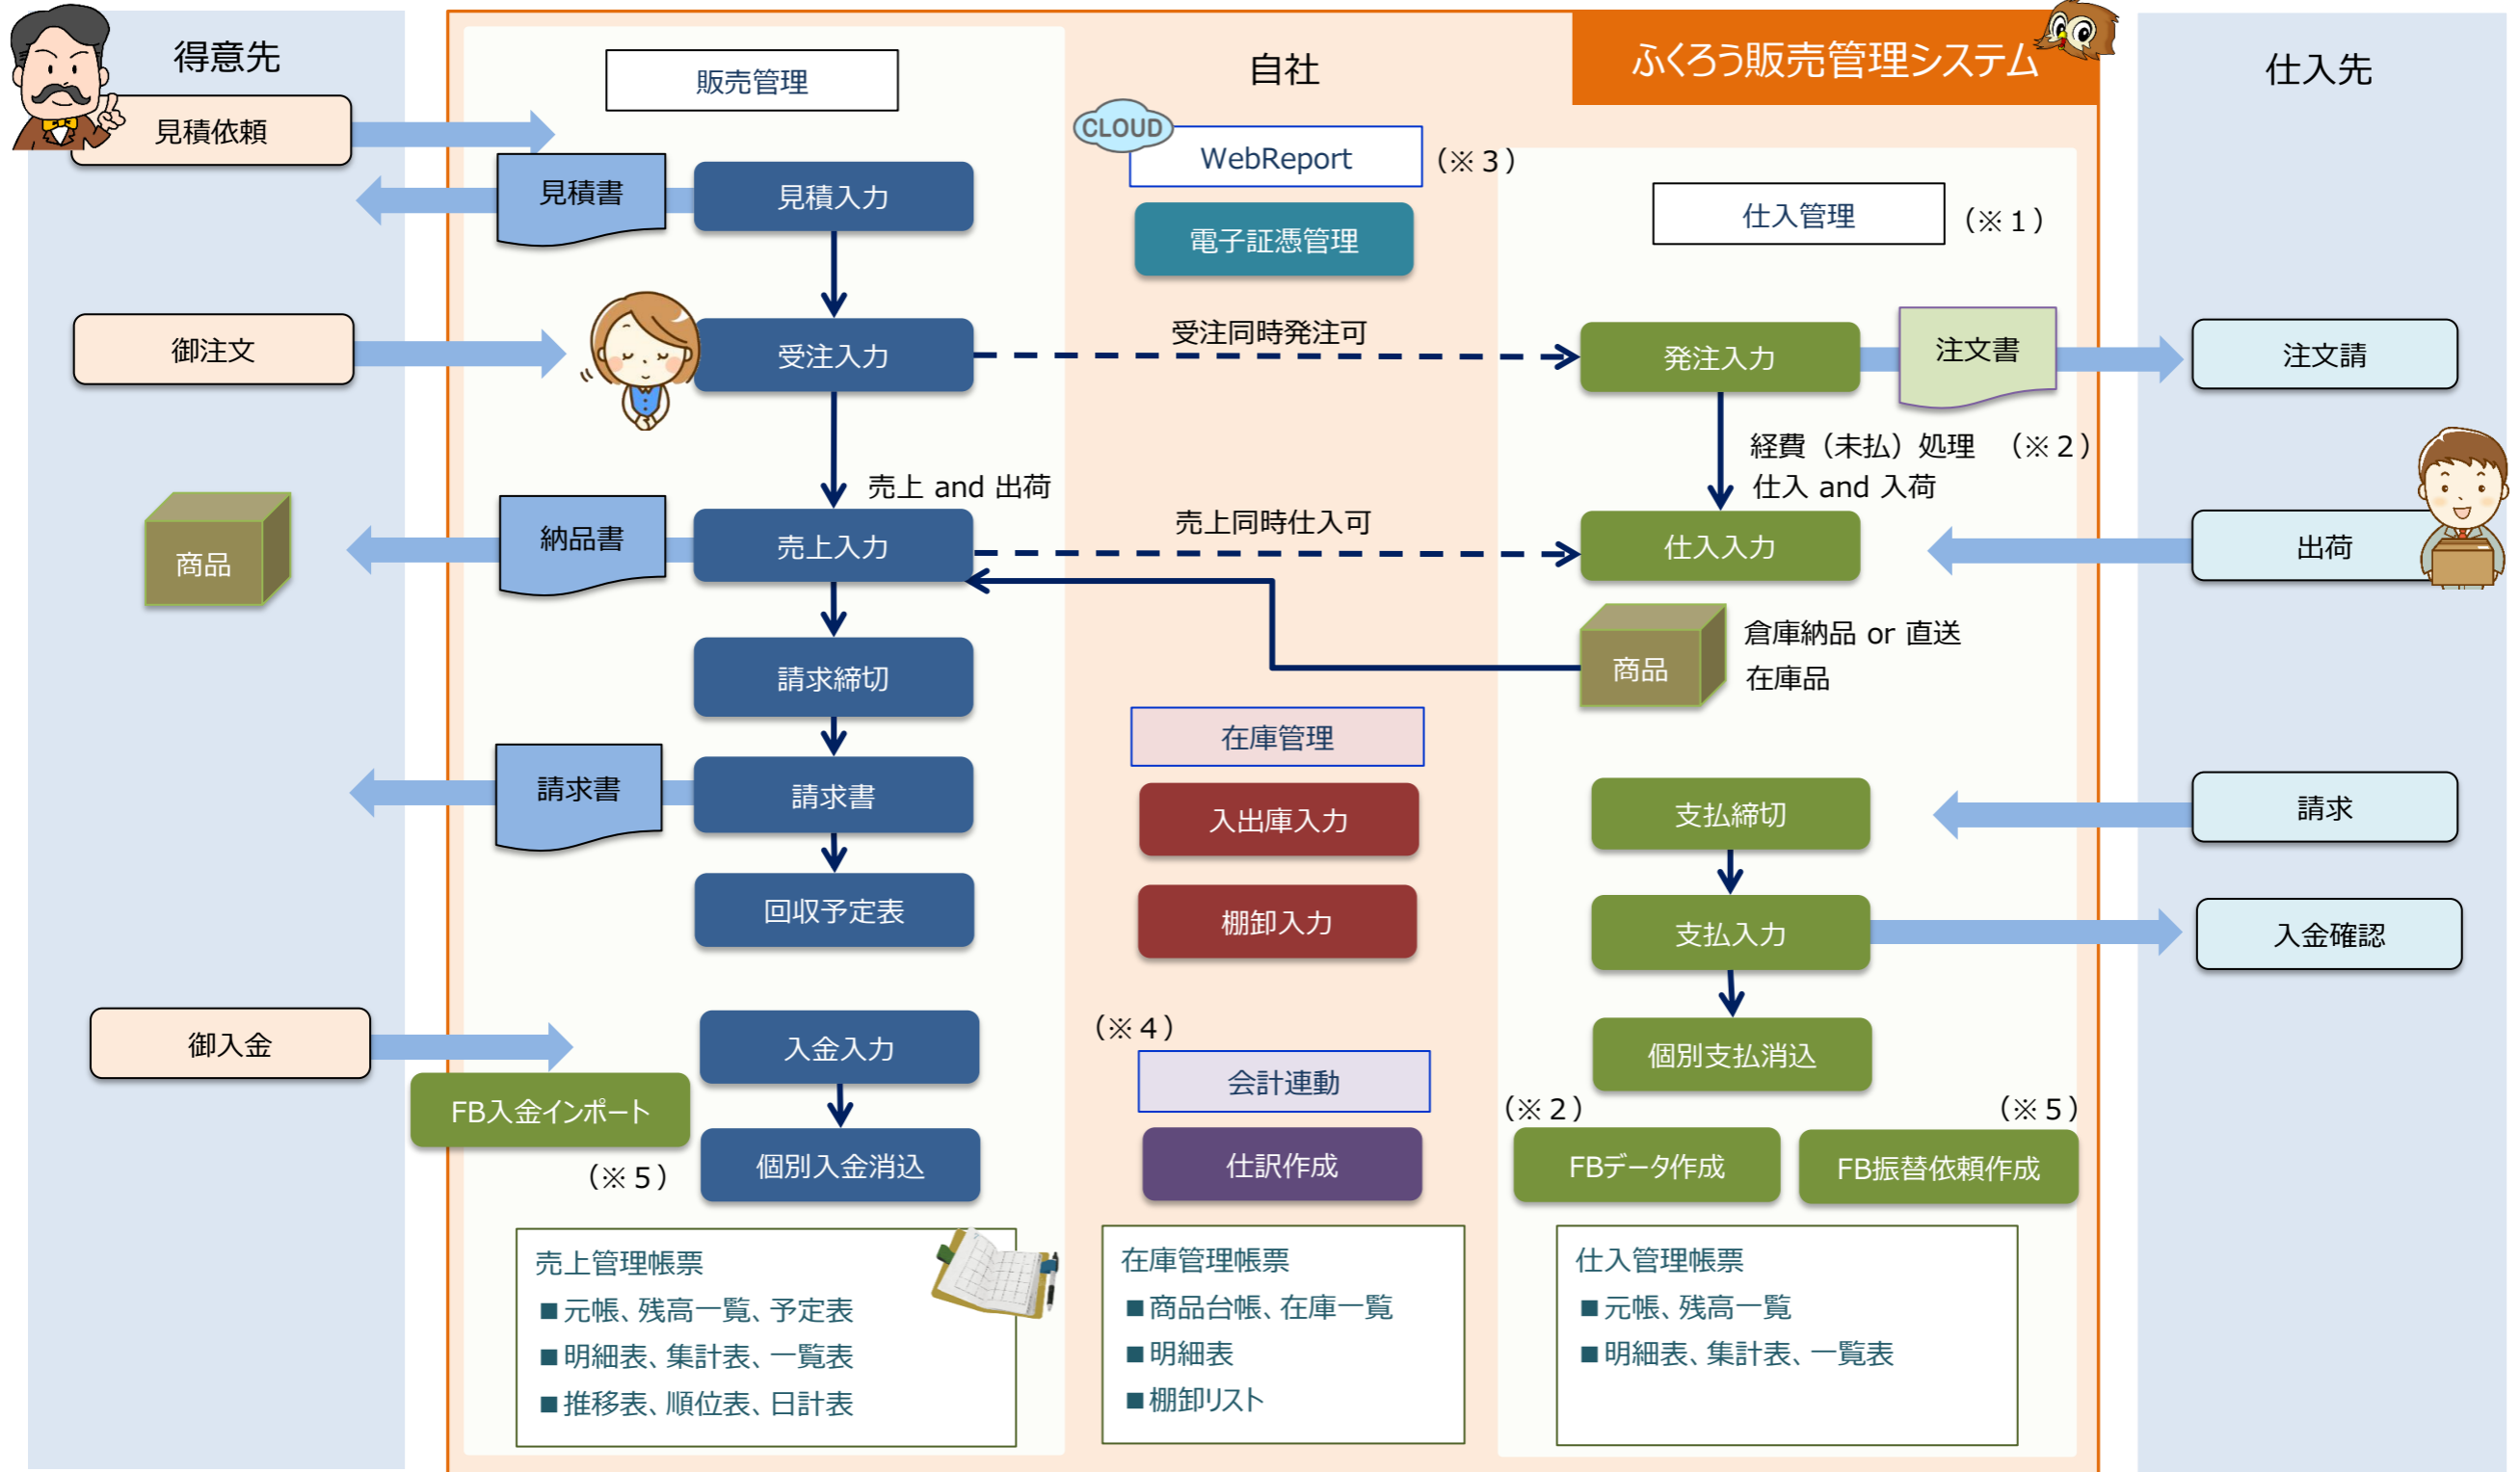 得意先
自社
ふくろう販売管理システム
仕入先
販売管理
見積依頼
CLOUD
WebReport
（※３）
見積書
見積入力
電子証憑管理
仕入管理
（※１）
御注文
受注入力
受注同時発注可
発注入力
注文書
注文請
経費（未払）処理　（※２）
売上 and 出荷
仕入 and 入荷
商品
納品書
売上入力
売上同時仕入可
仕入入力
出荷
商品
倉庫納品 or 直送
在庫品
請求締切
在庫管理
請求書
請求書
入出庫入力
支払締切
請求
回収予定表
棚卸入力
支払入力
入金確認
御入金
入金入力
（※４）
会計連動
個別支払消込
FB入金インポート
（※５）
個別入金消込
仕訳作成
（※２）
（※５）
FBデータ作成
FB振替依頼作成
売上管理帳票
■元帳、残高一覧、予定表
■明細表、集計表、一覧表
■推移表、順位表、日計表
在庫管理帳票
■商品台帳、在庫一覧
■明細表
■棚卸リスト
仕入管理帳票
■元帳、残高一覧
■明細表、集計表、一覧表